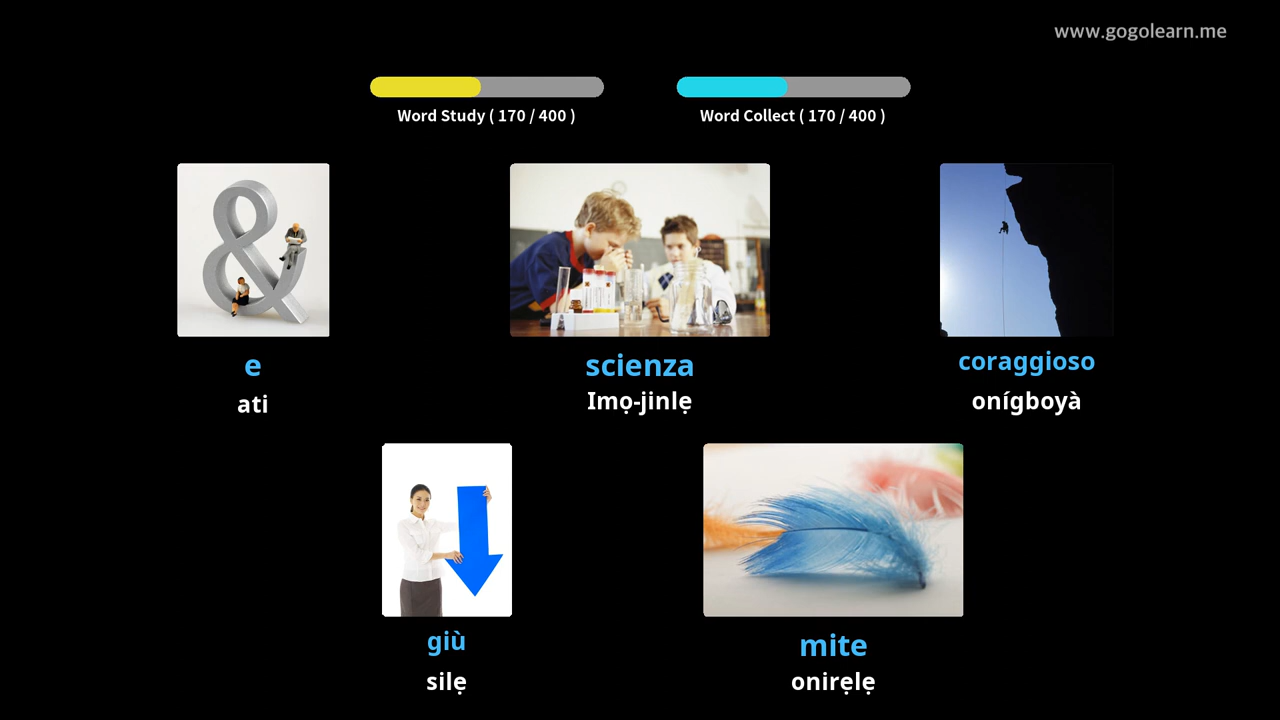 www.gogolearn.me
Word Study ( 170 / 400 )
Word Collect ( 170 / 400 )
&
e
ati
scienza
Imọ-jinlẹ
coraggioso
onígboyà
giù
silẹ
mite
onirẹlẹ